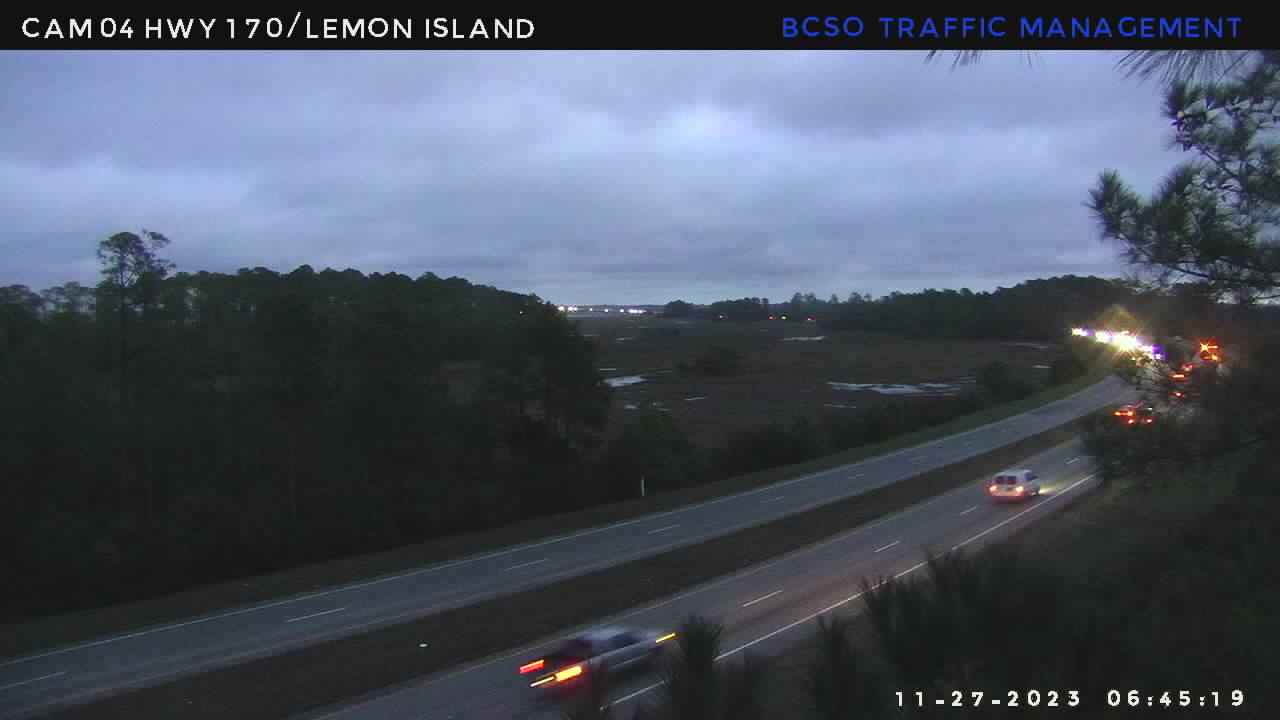 CAM04 HWY 170/LEMON ISLAND
BCSO TRAFFIC MANAGEMENT
11-27-2023 06:45:19